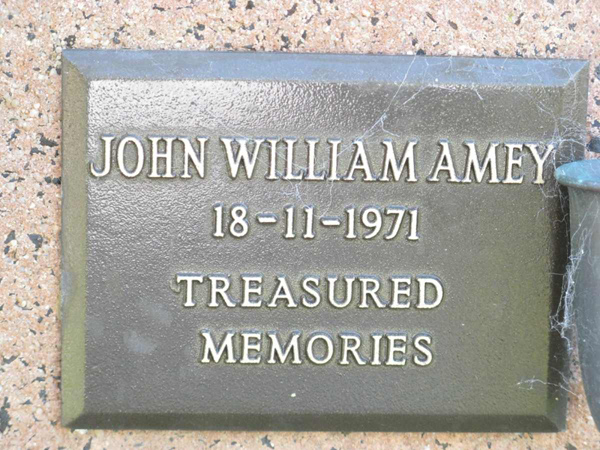 JOHN WILLIAM AMEY
18-11-1971
TREASURED
MEMORIES